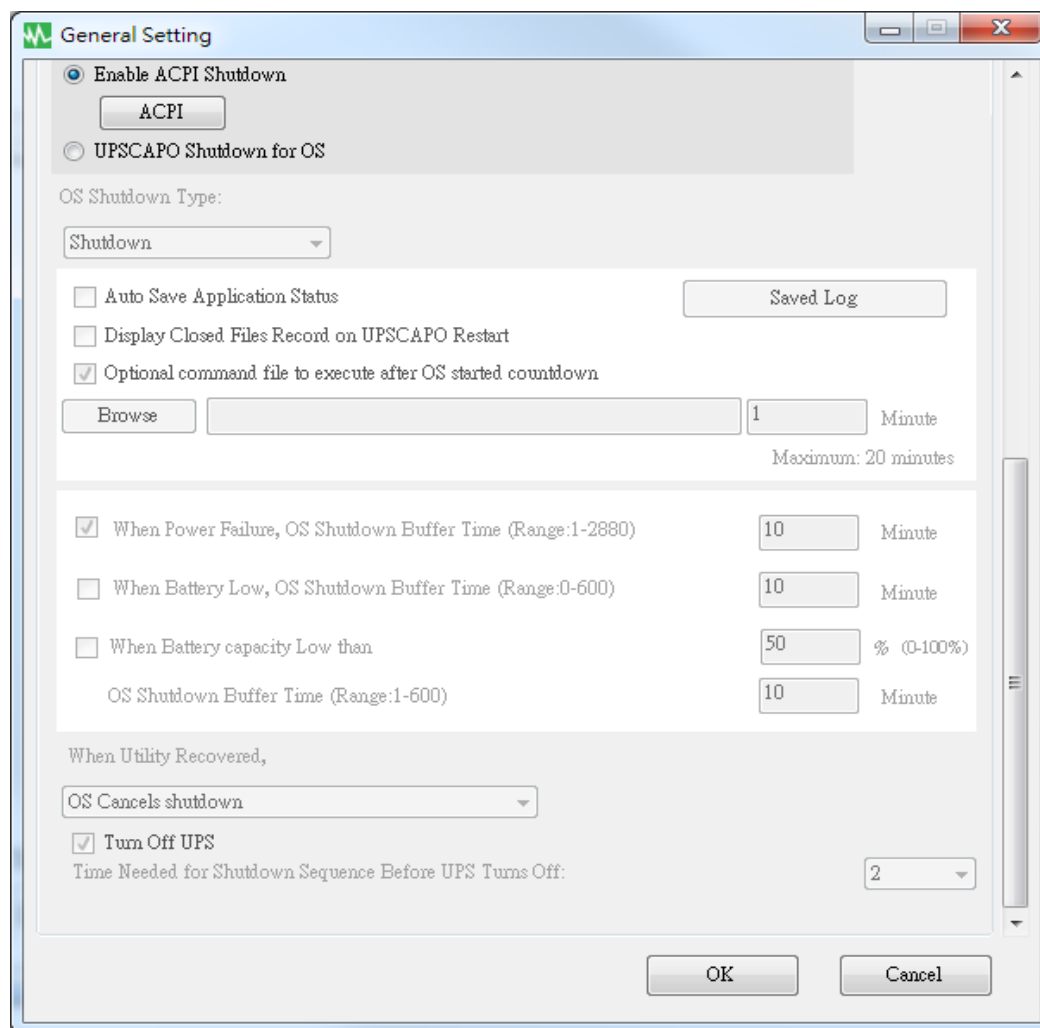 General Setting
Enable ACPI Shutdown
ACPI
UPSCAPO Shutdown for OS
OS Shutdown Type:
Shutdown
Auto Save Application Status
Saved Log
Display Closed Files Record on UPSCAPO Restart
Optional command file to execute after OS started countdown
Browse 1 Minute
Maximum: 20 minutes
When Power Failure, OS Shutdown Buffer Time (Range:1-2880) 10 Minute
When Battery Low, OS Shutdown Buffer Time (Range:0-600) 10 Minute
When Battery capacity Low than 50 % (0-100%)
OS Shutdown Buffer Time (Range:1-600) 10 Minute
When Utility Recovered,
OS Cancels shutdown
Turn Off UPS
Time Needed for Shutdown Sequence Before UPS Turns Off: 2
OK Cancel